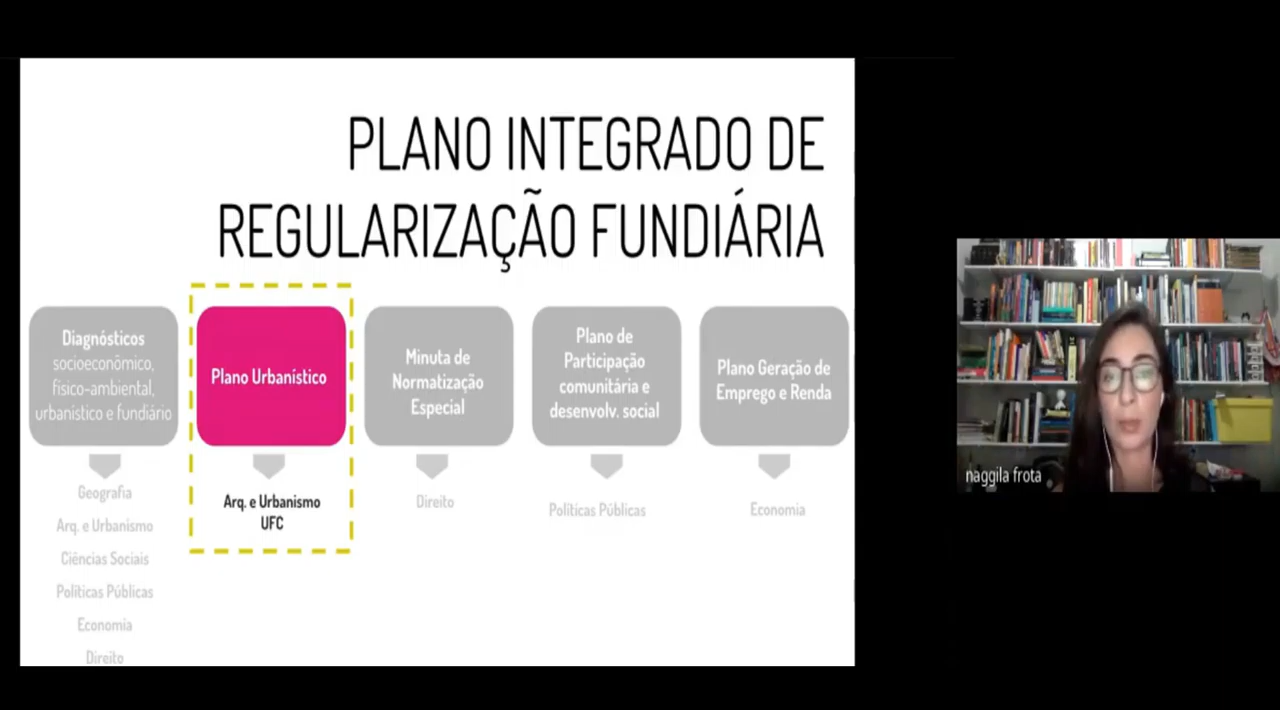 PLANO INTEGRADO DE
REGULARIZAÇÃO FUNDIÁRIA
Diagnósticos
socioeconômico,
físico-ambiental,
urbanístico e fundiário
Geografia
Arq. e Urbanismo
Ciências Sociais
Políticas Públicas
Economia
Direito
Plano Urbanístico
Arq. e Urbanismo
UFC
Minuta de
Normatização
Especial
Direito
Plano de
Participação
comunitária e
desenvolv. social
Políticas Públicas
Plano Geração de
Emprego e Renda
Economia
naggila frota